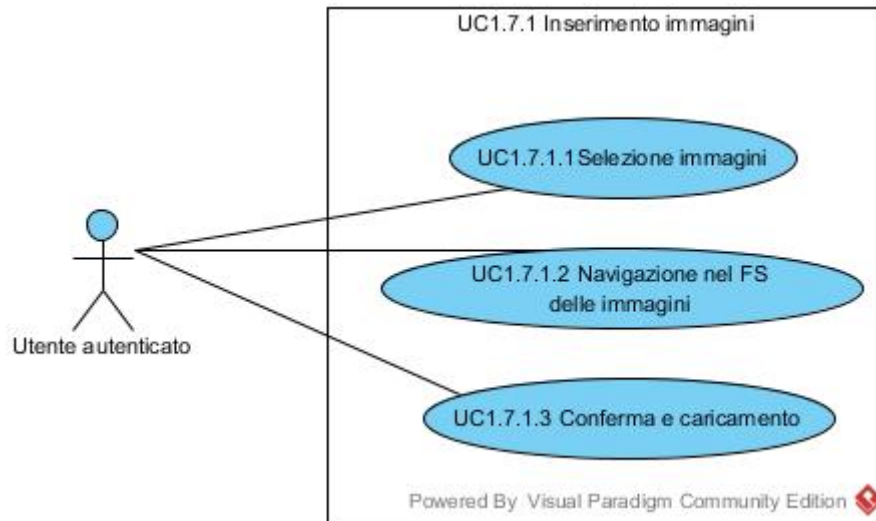 UC1.7.1 Inserimento immagini
UC1.7.1.1Selezione immagini
UC1.7.1.2 Navigazione nel FS
delle immagini
Utente autenticato
UC1.7.1.3 Conferma e caricamento
Powered By Visual Paradigm Community Edition